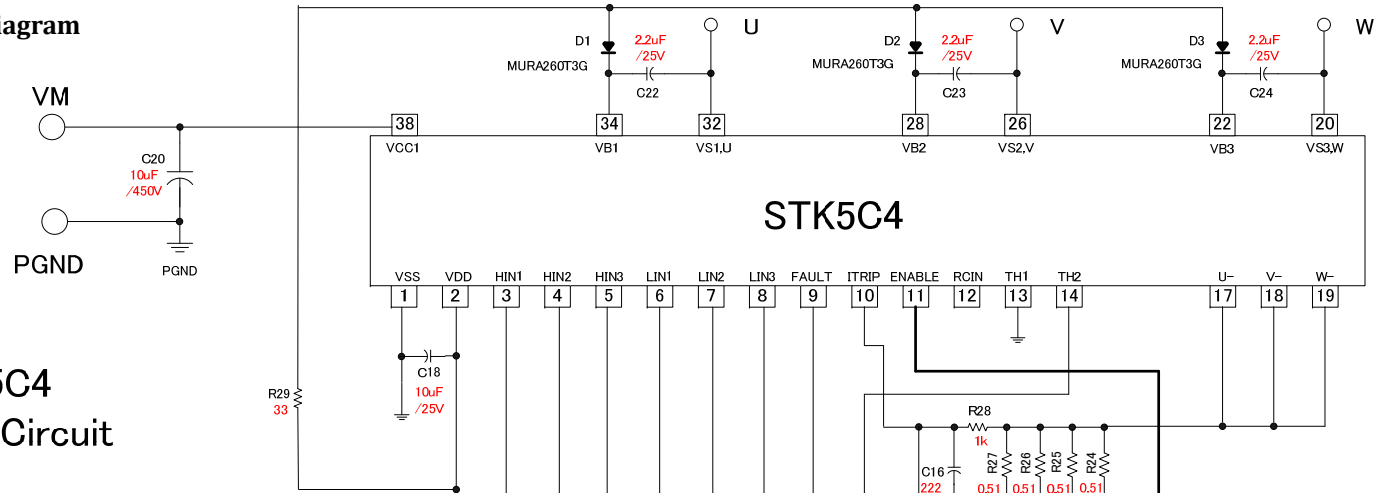 iagram
U
V
W
D1
2.2uF
/25V
MURA260T3G
C22
D2
2.2uF
/25V
MURA260T3G
C23
D3
2.2uF
/25V
MURA260T3G
C24
VM
38
34
32
28
26
22
20
VCC1
VB1
VS1,U
VB2
VS2,V
VB3
VS3,W
C20
10uF
/450V
STK5C4
PGND
PGND
VSS
VDD
HIN1
HIN2
HIN3
LIN1
LIN2
LIN3
FAULT
ITRIP
ENABLE
RCIN
TH1
TH2
U-
V-
W-
1
2
3
4
5
6
7
8
9
10
11
12
13
14
17
18
19
C18
10uF
/25V
5C4
Circuit
R29
33
R28
1k
C16
222
R27
0.51
R26
0.51
R25
0.51
R24
0.51